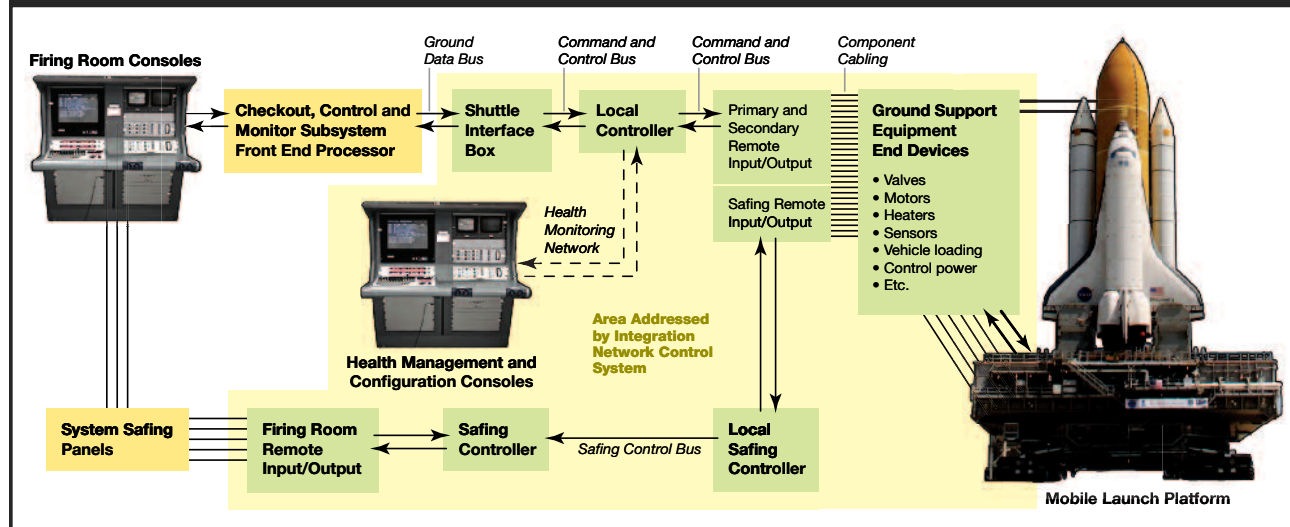 Firing Room Consoles
Ground
Data Bus
Command and
Control Bus
Command and
Control Bus
Component
Cabling
Checkout, Control and
Monitor Subsystem
Front End Processor
Shuttle
Interface
Box
Local
Controller
Primary and
Secondary
Remote
Input/Output
Ground Support
Equipment
End Devices
• Valves
• Motors
• Heaters
• Sensors
• Vehicle loading
• Control power
• Etc.
Safing Remote
Input/Output
Health
Monitoring
Network
Health Management and
Configuration Consoles
Area Addressed
by Integration
Network Control
System
System Safing
Panels
Firing Room
Remote
Input/Output
Safing
Controller
Safing Control Bus
Local
Safing
Controller
Mobile Launch Platform